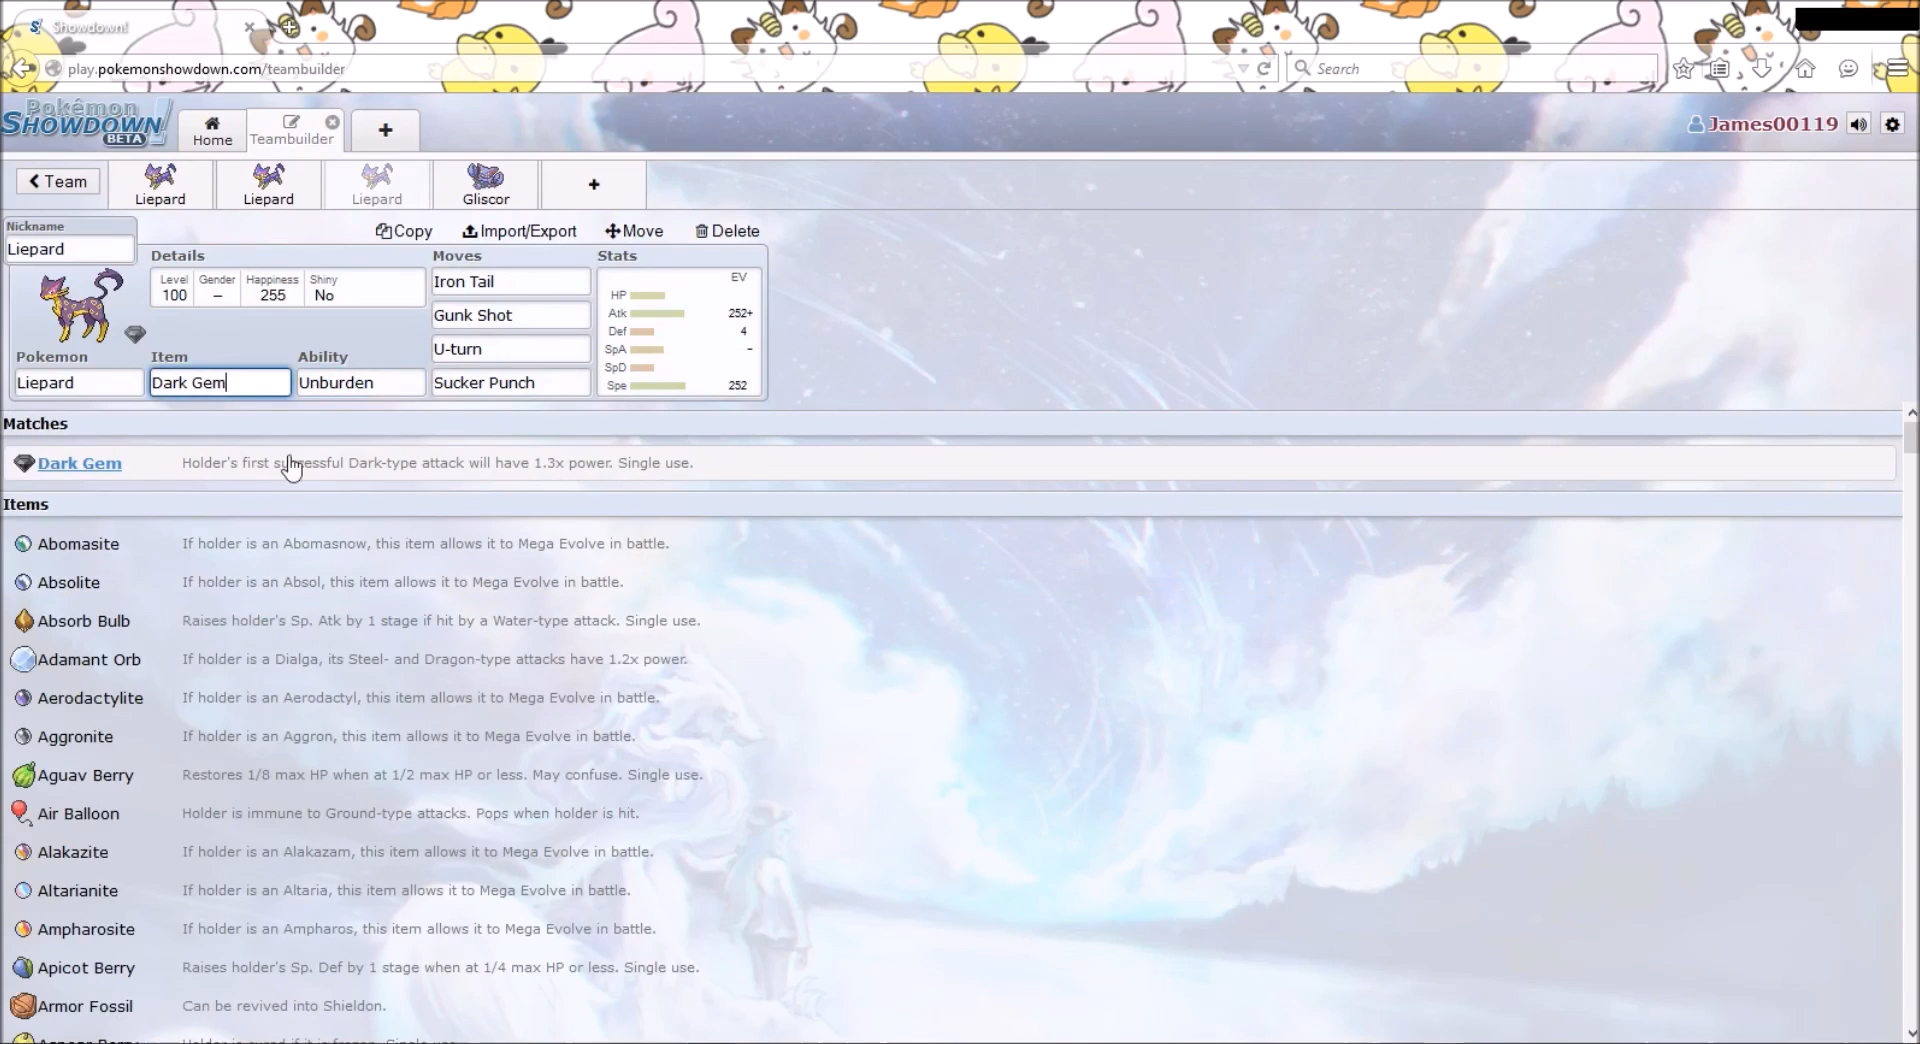 Showdown!
play.pokemonshowdown.com/teambuilder
Search
Pokémon
SHOWDOWN!
BETA
Home
Teambuilder
+
James00119
Team
Liepard
Liepard
Liepard
Gliscor
+
Nickname
Liepard
Copy
Import/Export
Move
Delete
Details
Level
100
Gender
–
Happiness
255
Shiny
No
Moves
Iron Tail
Gunk Shot
U-turn
Sucker Punch
Stats
EV
HP
Atk 252+
Def 4
SpA -
SpD
Spe 252
Pokemon
Liepard
Item
Dark Gem
Ability
Unburden
Matches
Dark Gem Holder's first successful Dark-type attack will have 1.3x power. Single use.
Items
Abomasite If holder is an Abomasnow, this item allows it to Mega Evolve in battle.
Absolite If holder is an Absol, this item allows it to Mega Evolve in battle.
Absorb Bulb Raises holder's Sp. Atk by 1 stage if hit by a Water-type attack. Single use.
Adamant Orb If holder is a Dialga, its Steel- and Dragon-type attacks have 1.2x power.
Aerodactylite If holder is an Aerodactyl, this item allows it to Mega Evolve in battle.
Aggronite If holder is an Aggron, this item allows it to Mega Evolve in battle.
Aguav Berry Restores 1/8 max HP when at 1/2 max HP or less. May confuse. Single use.
Air Balloon Holder is immune to Ground-type attacks. Pops when holder is hit.
Alakazite If holder is an Alakazam, this item allows it to Mega Evolve in battle.
Altarianite If holder is an Altaria, this item allows it to Mega Evolve in battle.
Ampharosite If holder is an Ampharos, this item allows it to Mega Evolve in battle.
Apicot Berry Raises holder's Sp. Def by 1 stage when at 1/4 max HP or less. Single use.
Armor Fossil Can be revived into Shieldon.